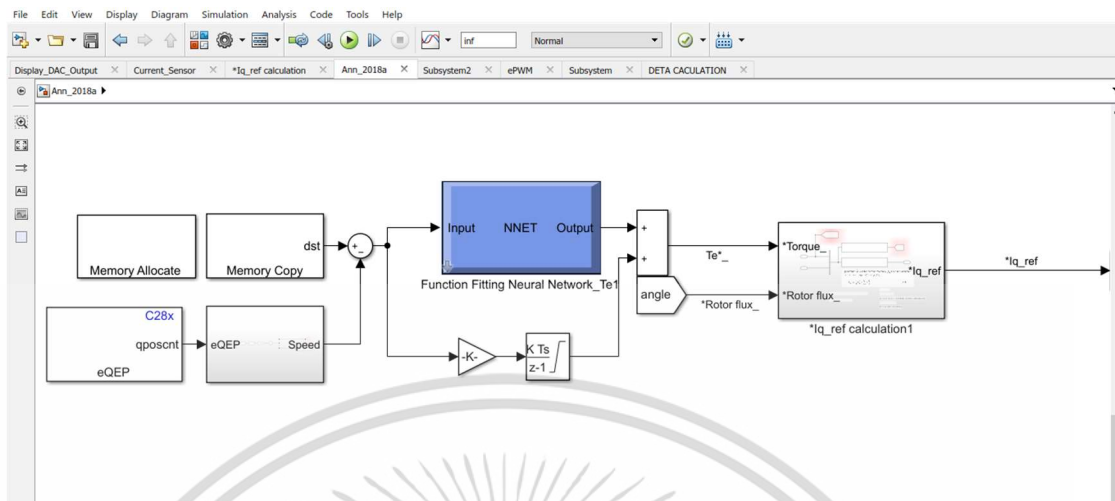 File Edit View Display Diagram Simulation Analysis Code Tools Help
inf Normal
Display_DAC_Output Current_Sensor *Iq_ref calculation Ann_2018a Subsystem2 ePWM Subsystem DETA CACULATION
Ann_2018a
Memory Allocate
dst
Memory Copy
+
-
Input NNET Output
Function Fitting Neural Network_Te1
+
+
Te*_
*Torque_
*Rotor flux_
*Iq_ref
*Iq_ref calculation1
*Iq_ref
angle
*Rotor flux_
C28x
qposcnt
eQEP
eQEP Speed
-K-
K Ts
z-1